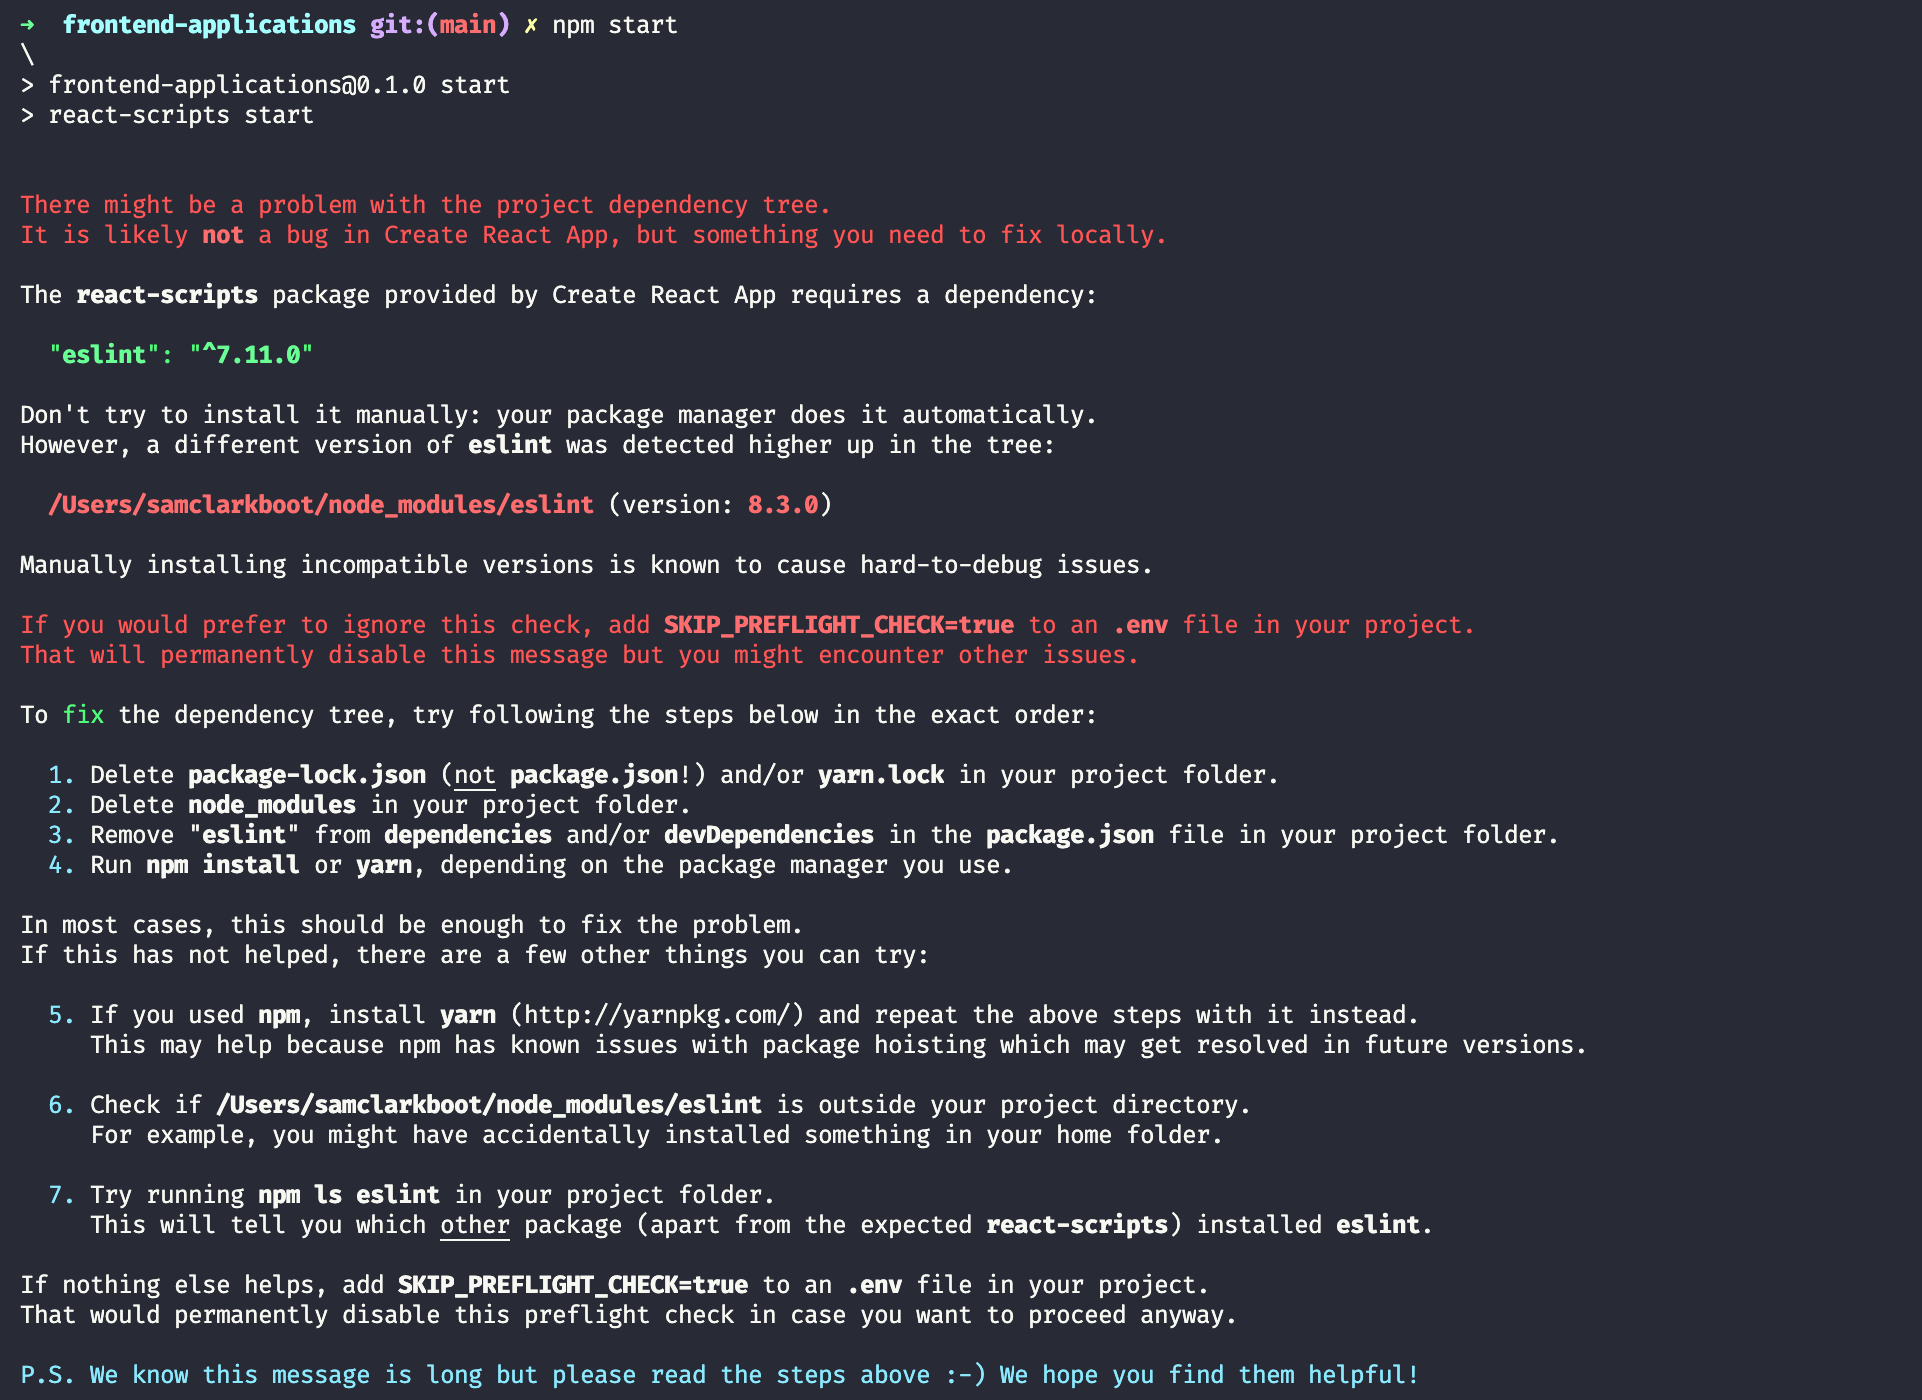 ➜  frontend-applications git:(main) ✗ npm start
\
> frontend-applications@0.1.0 start
> react-scripts start
There might be a problem with the project dependency tree.
It is likely not a bug in Create React App, but something you need to fix locally.
The react-scripts package provided by Create React App requires a dependency:
"eslint": "^7.11.0"
Don't try to install it manually: your package manager does it automatically.
However, a different version of eslint was detected higher up in the tree:
/Users/samclarkboot/node_modules/eslint (version: 8.3.0)
Manually installing incompatible versions is known to cause hard-to-debug issues.
If you would prefer to ignore this check, add SKIP_PREFLIGHT_CHECK=true to an .env file in your project.
That will permanently disable this message but you might encounter other issues.
To fix the dependency tree, try following the steps below in the exact order:
1. Delete package-lock.json (not package.json!) and/or yarn.lock in your project folder.
2. Delete node_modules in your project folder.
3. Remove "eslint" from dependencies and/or devDependencies in the package.json file in your project folder.
4. Run npm install or yarn, depending on the package manager you use.
In most cases, this should be enough to fix the problem.
If this has not helped, there are a few other things you can try:
5. If you used npm, install yarn (http://yarnpkg.com/) and repeat the above steps with it instead.
This may help because npm has known issues with package hoisting which may get resolved in future versions.
6. Check if /Users/samclarkboot/node_modules/eslint is outside your project directory.
For example, you might have accidentally installed something in your home folder.
7. Try running npm ls eslint in your project folder.
This will tell you which other package (apart from the expected react-scripts) installed eslint.
If nothing else helps, add SKIP_PREFLIGHT_CHECK=true to an .env file in your project.
That would permanently disable this preflight check in case you want to proceed anyway.
P.S. We know this message is long but please read the steps above :-) We hope you find them helpful!